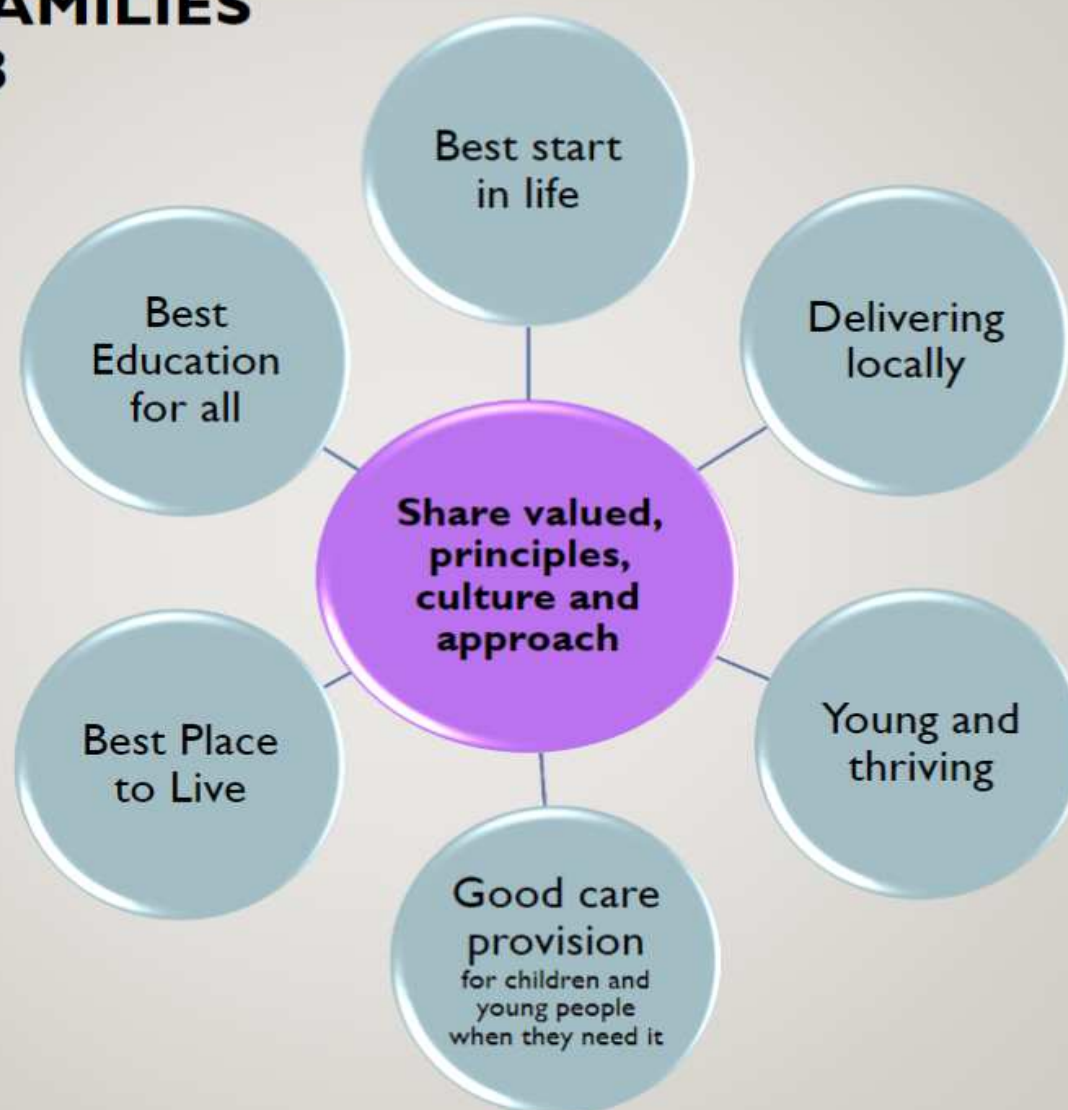 Best start
in life
Delivering
locally
Young and
thriving
Good care
provision
for children and
young people
when they need it
Best Place
to Live
Best
Education
for all
Share valued,
principles,
culture and
approach